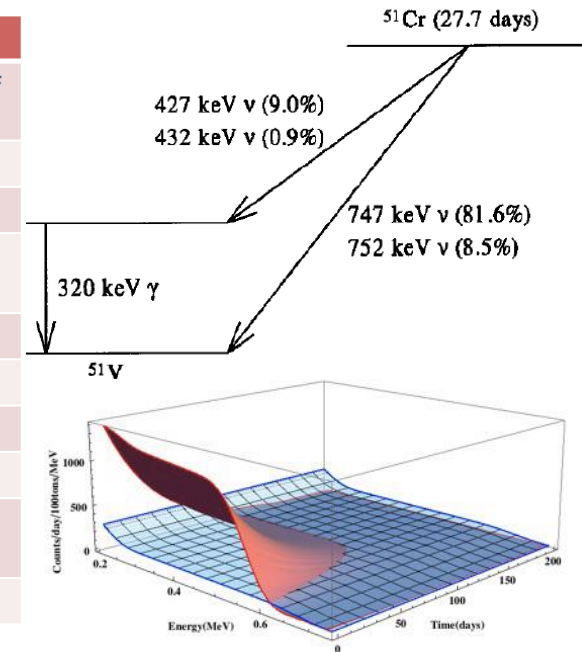 ⁵¹Cr (27.7 days)
427 keV ν (9.0%)
432 keV ν (0.9%)
747 keV ν (81.6%)
752 keV ν (8.5%)
320 keV γ
⁵¹V
Counts/day/100tons/MeV
1000
500
0
0.2
0.4
0.6
Energy(MeV)
0
50
100
150
200
Time(days)